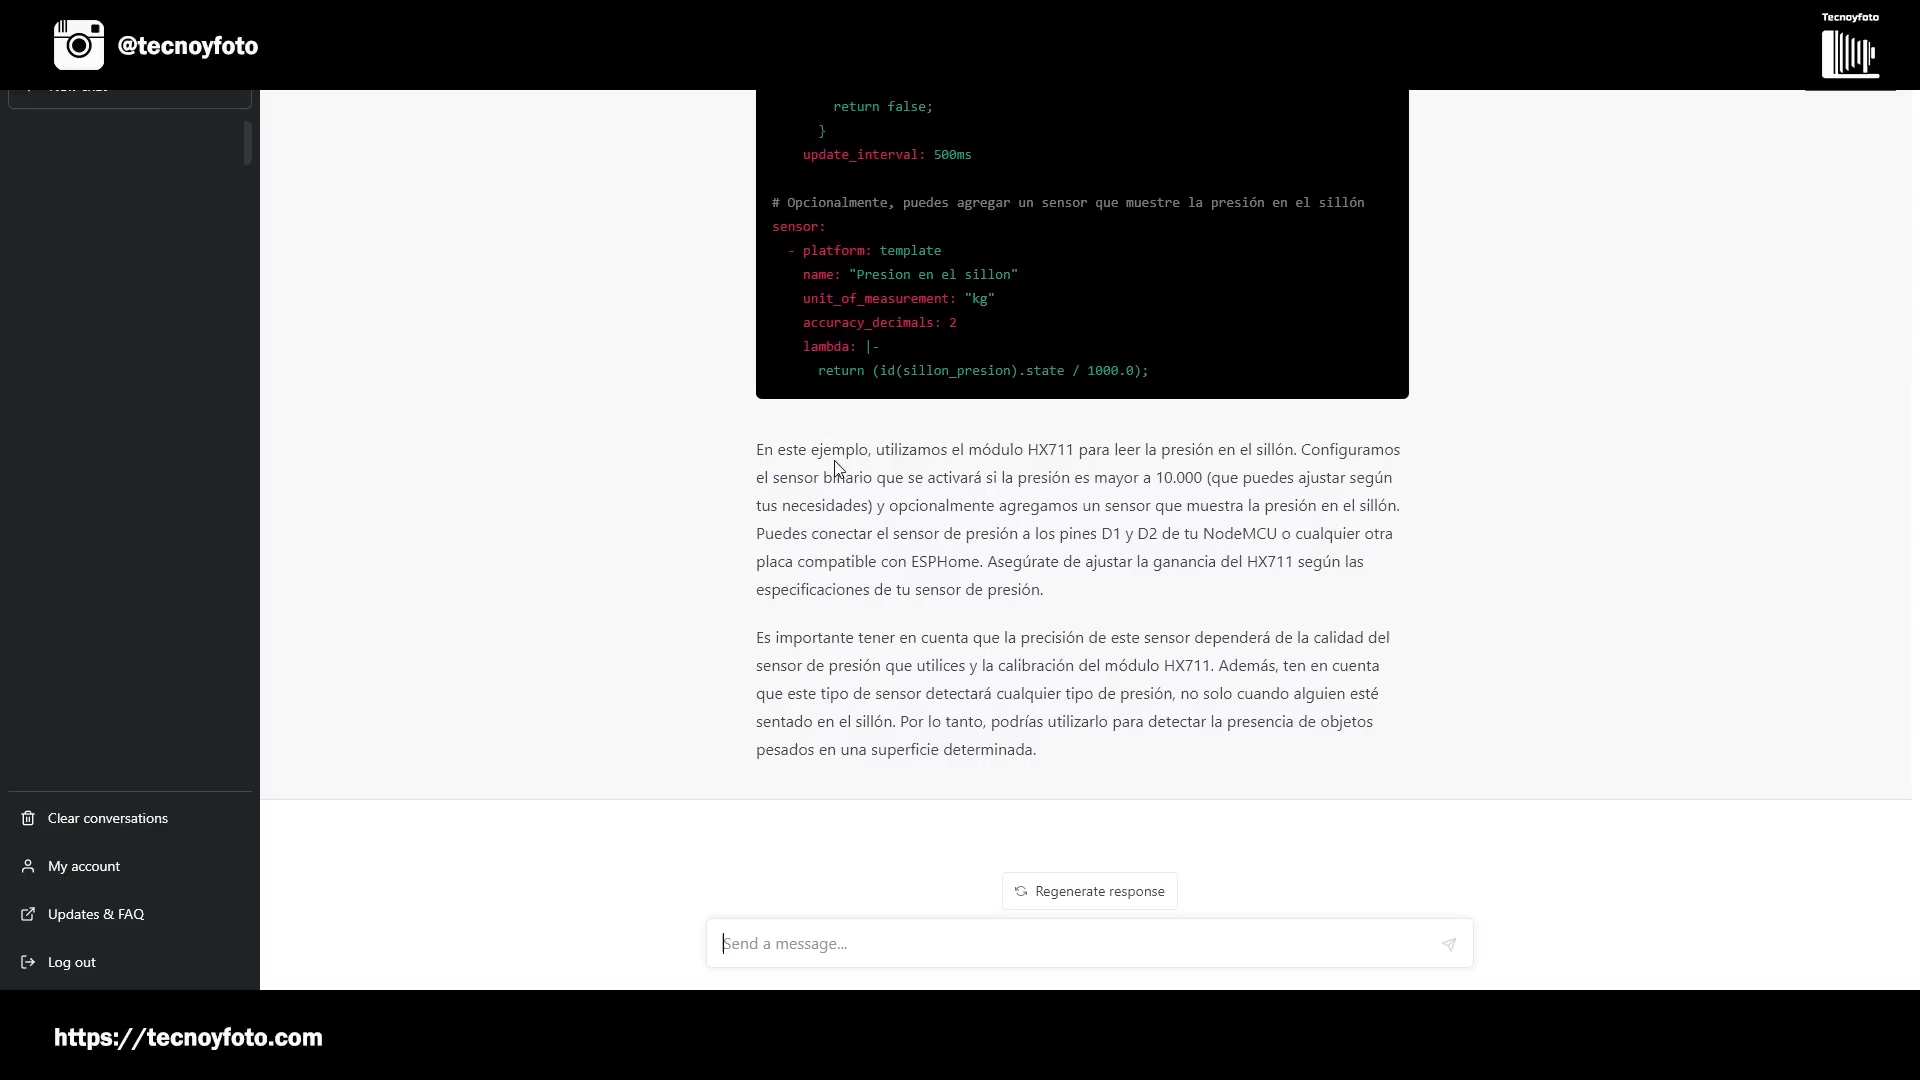 @tecnoyfoto
Tecnoyfoto
return false;
}
update_interval: 500ms
# Opcionalmente, puedes agregar un sensor que muestre la presión en el sillón
sensor:
- platform: template
name: "Presion en el sillon"
unit_of_measurement: "kg"
accuracy_decimals: 2
lambda: |-
return (id(sillon_presion).state / 1000.0);
En este ejemplo, utilizamos el módulo HX711 para leer la presión en el sillón. Configuramos
el sensor binario que se activará si la presión es mayor a 10.000 (que puedes ajustar según
tus necesidades) y opcionalmente agregamos un sensor que muestra la presión en el sillón.
Puedes conectar el sensor de presión a los pines D1 y D2 de tu NodeMCU o cualquier otra
placa compatible con ESPHome. Asegúrate de ajustar la ganancia del HX711 según las
especificaciones de tu sensor de presión.
Es importante tener en cuenta que la precisión de este sensor dependerá de la calidad del
sensor de presión que utilices y la calibración del módulo HX711. Además, ten en cuenta
que este tipo de sensor detectará cualquier tipo de presión, no solo cuando alguien esté
sentado en el sillón. Por lo tanto, podrías utilizarlo para detectar la presencia de objetos
pesados en una superficie determinada.
Clear conversations
My account
Updates & FAQ
Log out
Regenerate response
Send a message...
https://tecnoyfoto.com